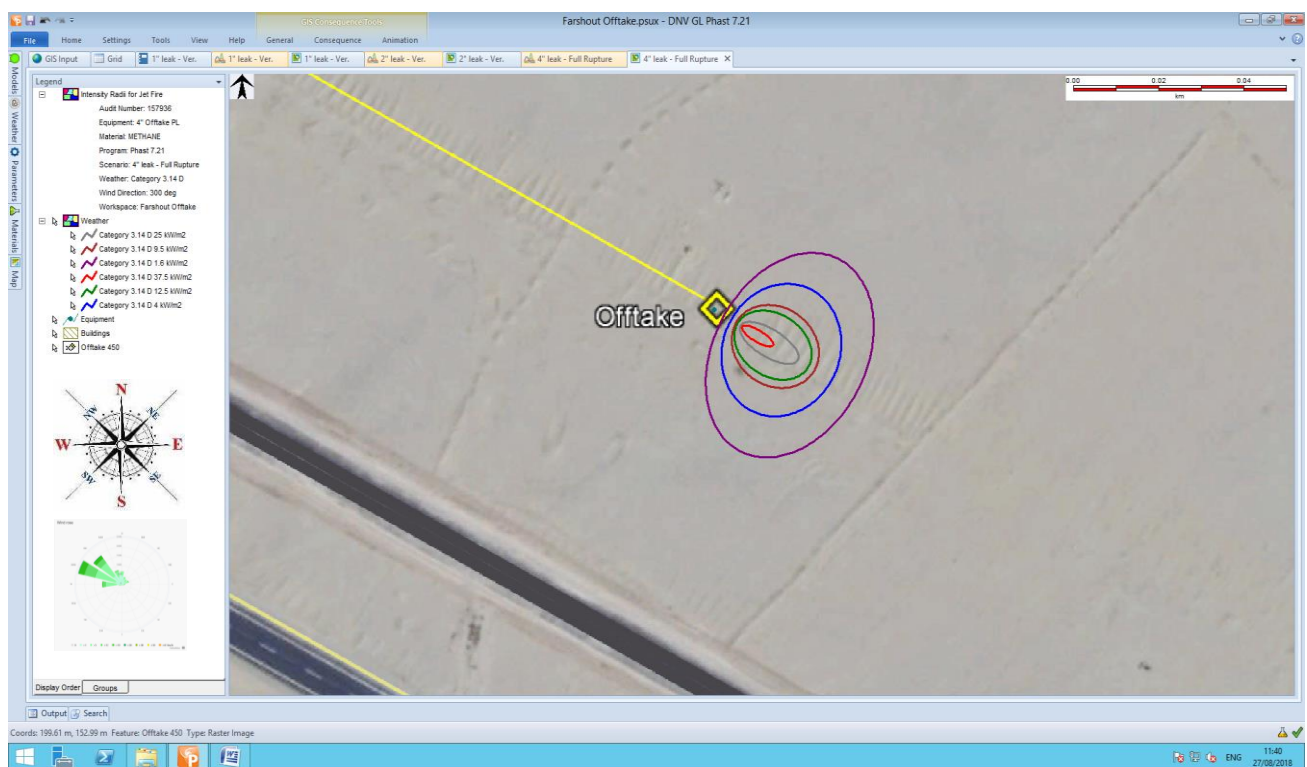 Farshout Offtake.psux - DNV GL Phast 7.21
GIS Consequence Tools
File Home Settings Tools View Help General Consequence Animation
GIS Input Grid 1" leak - Ver. 1" leak - Ver. 1" leak - Ver. 2" leak - Ver. 2" leak - Ver. 4" leak - Full Rupture 4" leak - Full Rupture
Models
Weather
Parameters
Materials
Map
Legend
Intensity Radii for Jet Fire
Audit Number: 157936
Equipment: 4" Offtake PL
Material: METHANE
Program: Phast 7.21
Scenario: 4" leak - Full Rupture
Weather: Category 3.14 D
Wind Direction: 300 deg
Workspace: Farshout Offtake
Weather
Category 3.14 D 25 kW/m2
Category 3.14 D 9.5 kW/m2
Category 3.14 D 1.6 kW/m2
Category 3.14 D 37.5 kW/m2
Category 3.14 D 12.5 kW/m2
Category 3.14 D 4 kW/m2
Equipment
Buildings
Offtake 450
N
NW NE
W E
SW SE
S
Display Order Groups
0.00 0.02 0.04
km
Offtake
Output Search
Coords: 199.61 m, 152.99 m Feature: Offtake 450 Type: Raster Image
ENG
11:40
27/08/2018